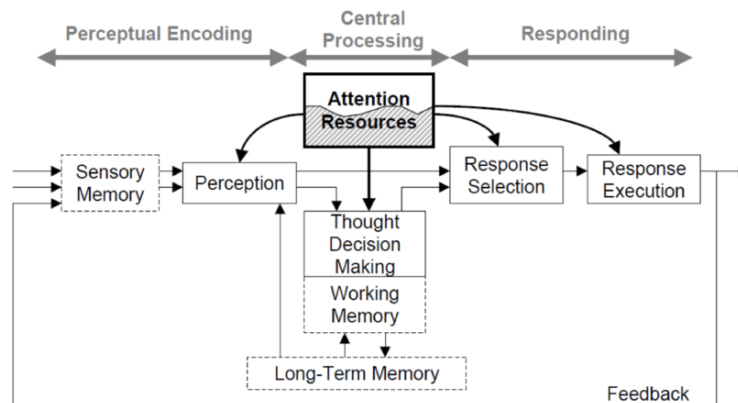 Perceptual Encoding
Central
Processing
Responding
Attention
Resources
Sensory
Memory
Perception
Response
Selection
Response
Execution
Thought
Decision
Making
Working
Memory
Long-Term Memory
Feedback